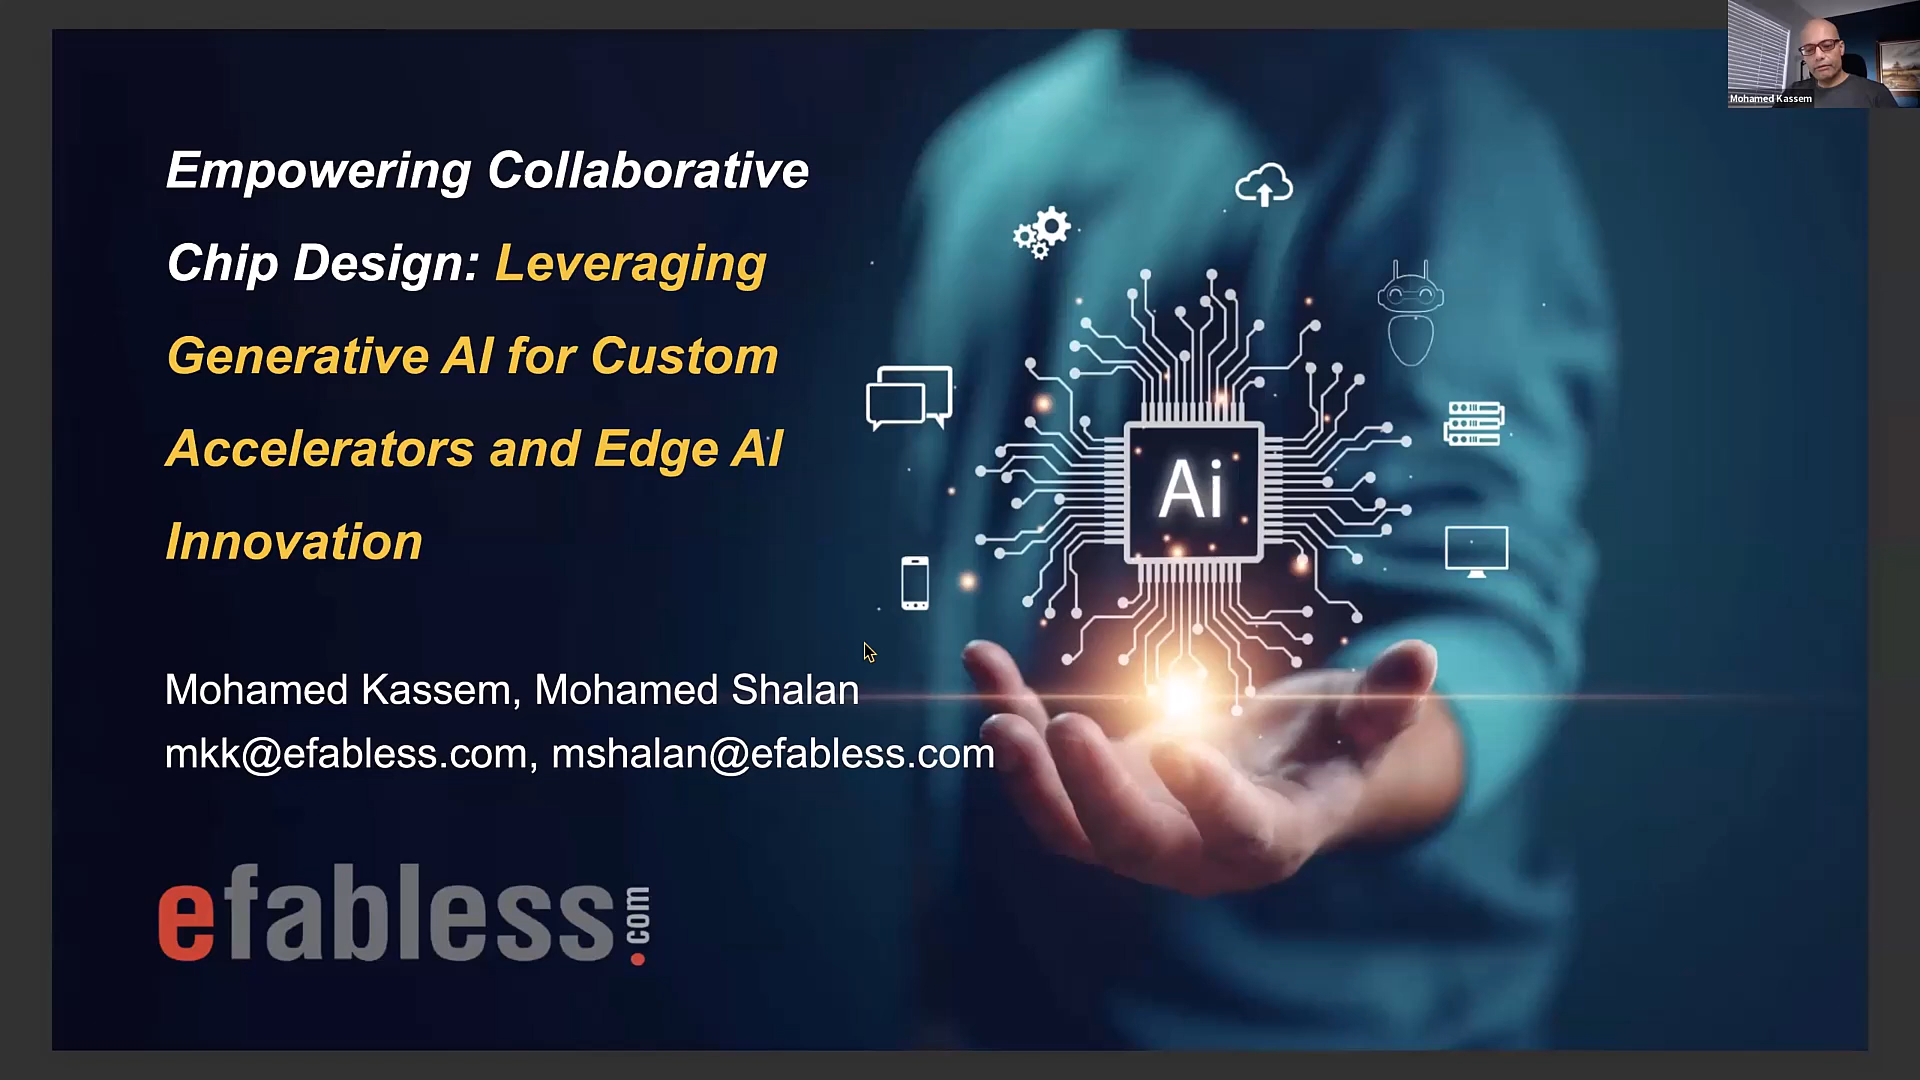 Mohamed Kassem
Empowering Collaborative
Chip Design: Leveraging
Generative AI for Custom
Accelerators and Edge AI
Innovation
Ai
Mohamed Kassem, Mohamed Shalan
mkk@efabless.com, mshalan@efabless.com
efabless.com